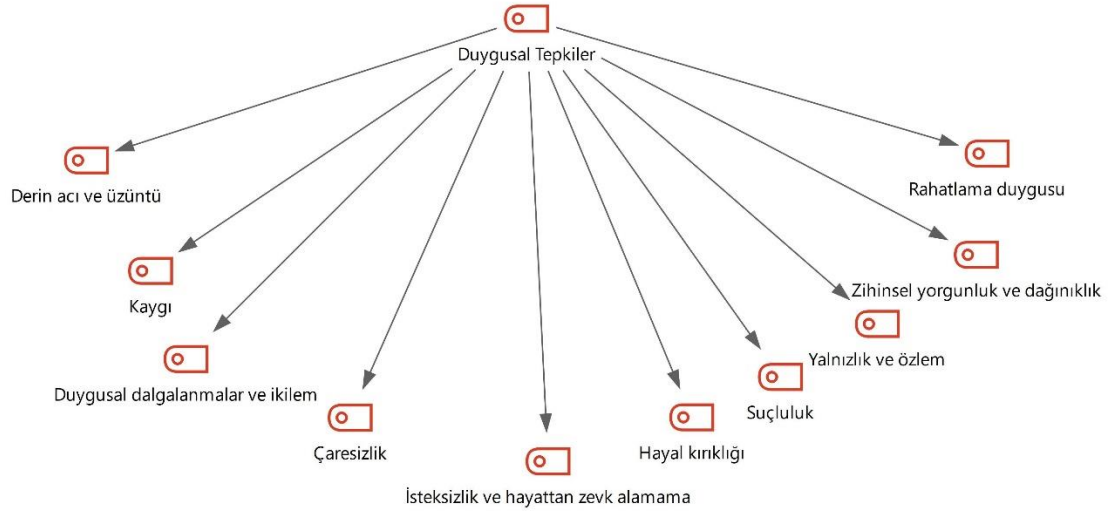 Duygusal Tepkiler
Derin acı ve üzüntü
Rahatlama duygusu
Kaygı
Zihinsel yorgunluk ve dağınıklık
Duygusal dalgalanmalar ve ikilem
Yalnızlık ve özlem
Çaresizlik
Suçluluk
Hayal kırıklığı
İsteksizlik ve hayattan zevk alamama